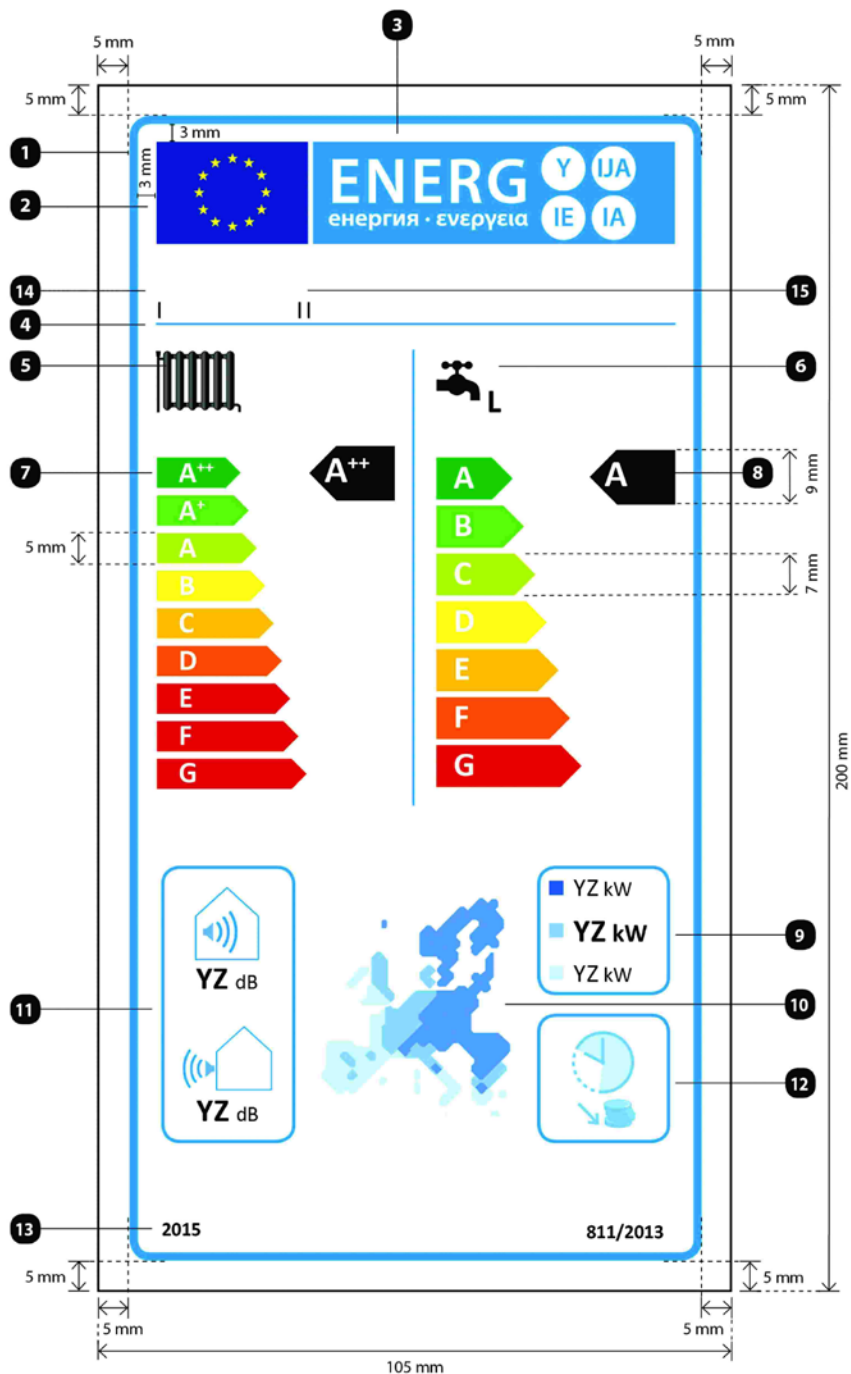 3
5 mm
5 mm
5 mm
5 mm
3 mm
1
3 mm
ENERG
Y
IJA
2
енергия · ενεργεια
IE
IA
14
I
II
15
4
5
6
L
7
A++
A++
A
A
8
9 mm
A+
B
5 mm
A
C
7 mm
B
D
C
E
D
F
E
G
F
G
200 mm
YZ kW
YZ kW
9
YZ kW
YZ dB
10
11
12
YZ dB
13
2015
811/2013
5 mm
5 mm
5 mm
5 mm
105 mm